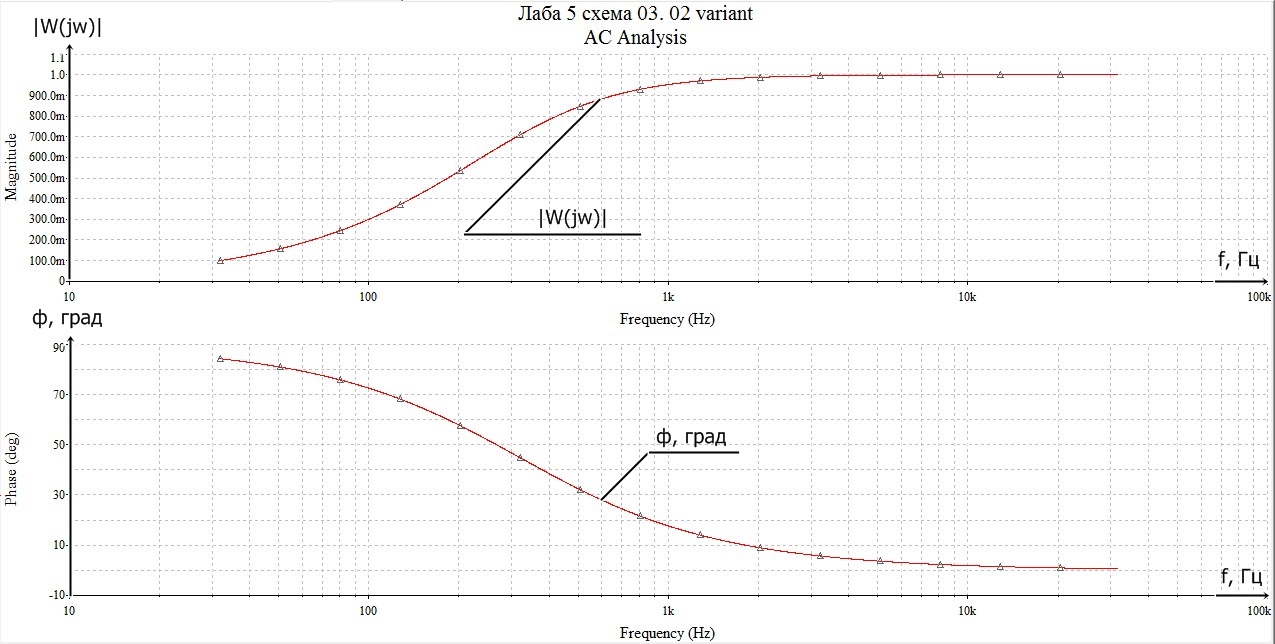 Лаба 5 схема 03. 02 variant
AC Analysis
|W(jw)|
1.1
1.0
900.0m
800.0m
700.0m
600.0m
500.0m
400.0m
300.0m
200.0m
100.0m
0
Magnitude
|W(jw)|
f, Гц
10 100 1k 10k 100k
Frequency (Hz)
ф, град
90
70
50
30
10
-10
Phase (deg)
ф, град
f, Гц
10 100 1k 10k 100k
Frequency (Hz)